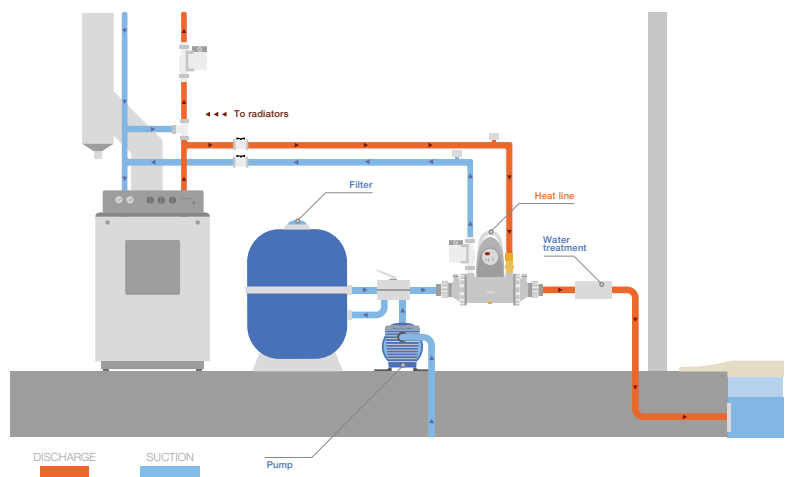 ◄ ◄ ◄ To radiators
Filter
Heat line
Water
treatment
DISCHARGE
SUCTION
Pump